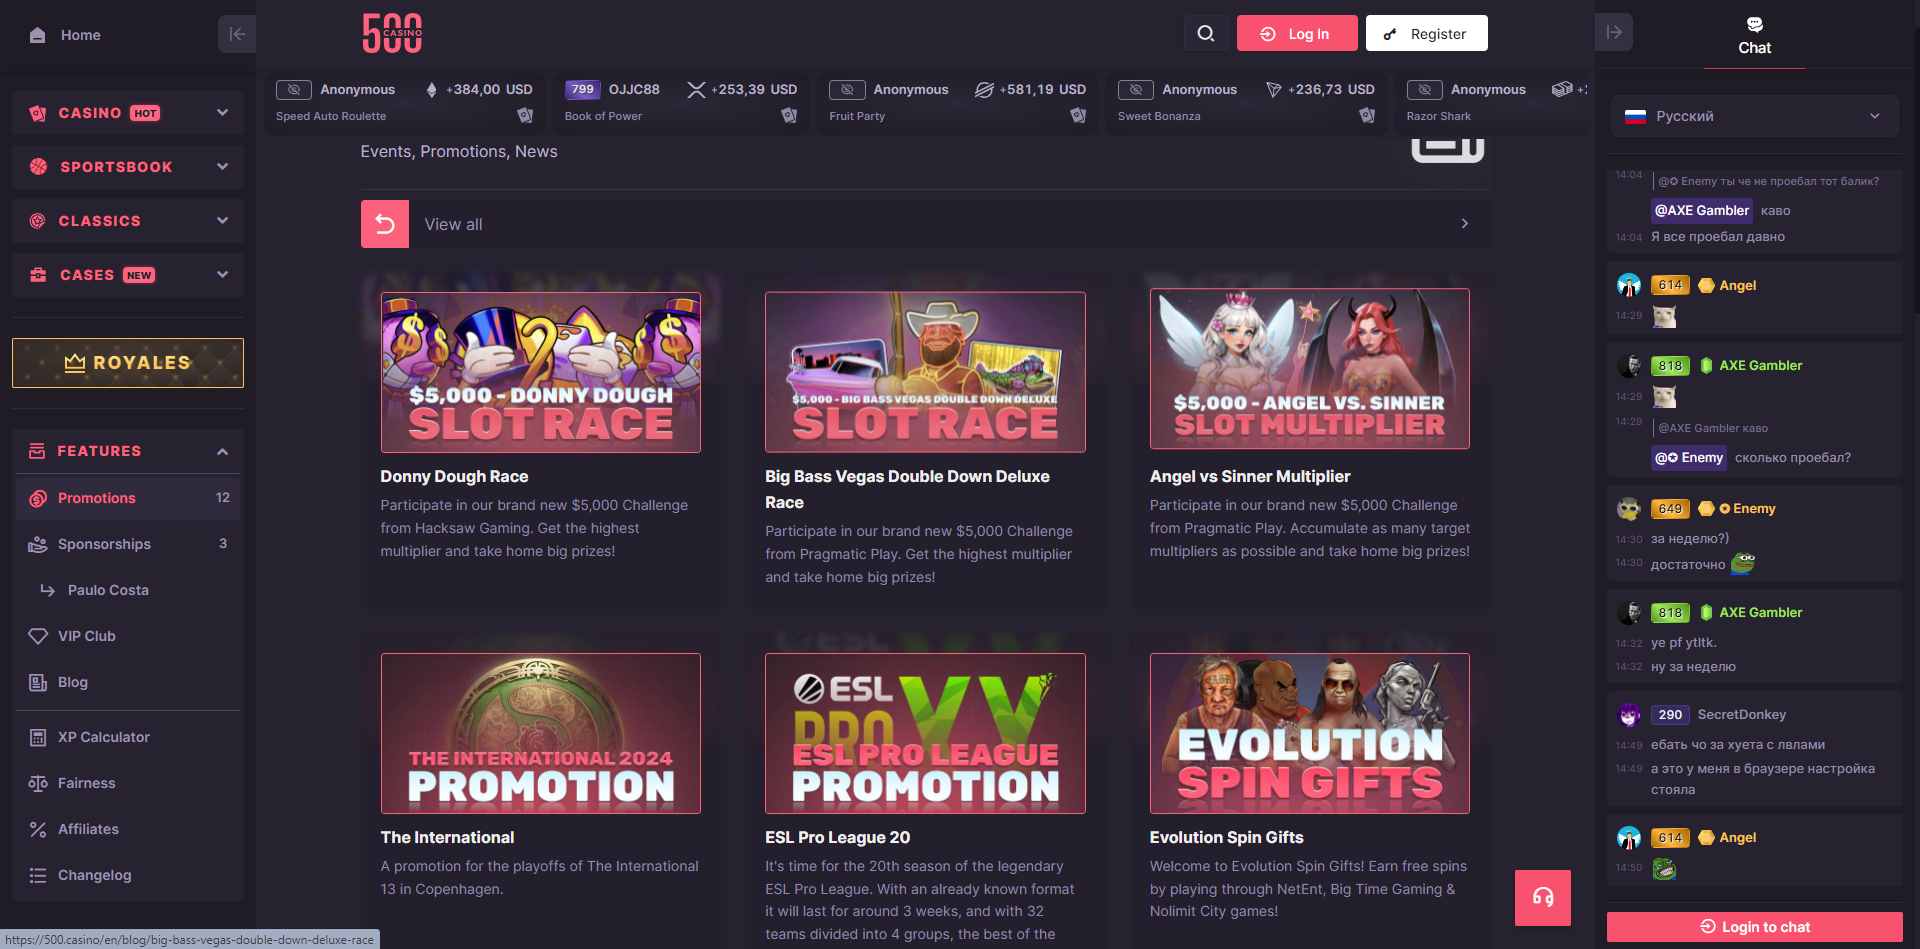 Home
CASINO HOT
SPORTSBOOK
CLASSICS
CASES NEW
ROYALES
FEATURES
Promotions 12
Sponsorships 3
Paulo Costa
VIP Club
Blog
XP Calculator
Fairness
Affiliates
Changelog
https://500.casino/en/blog/big-bass-vegas-double-down-deluxe-race
500
CASINO
Log In
Register
Anonymous +384,00 USD
Speed Auto Roulette
799 OJJC88 +253,39 USD
Book of Power
Anonymous +581,19 USD
Fruit Party
Anonymous +236,73 USD
Sweet Bonanza
Anonymous
Razor Shark
Events, Promotions, News
View all
$5,000 - DONNY DOUGH
SLOT RACE
Donny Dough Race
Participate in our brand new $5,000 Challenge
from Hacksaw Gaming. Get the highest
multiplier and take home big prizes!
$5,000 - BIG BASS VEGAS DOUBLE DOWN DELUXE
SLOT RACE
Big Bass Vegas Double Down Deluxe
Race
Participate in our brand new $5,000 Challenge
from Pragmatic Play. Get the highest multiplier
and take home big prizes!
$5,000 - ANGEL VS. SINNER
SLOT MULTIPLIER
Angel vs Sinner Multiplier
Participate in our brand new $5,000 Challenge
from Pragmatic Play. Accumulate as many target
multipliers as possible and take home big prizes!
THE INTERNATIONAL 2024
PROMOTION
The International
A promotion for the playoffs of The International
13 in Copenhagen.
ESL
PRO
ESL PRO LEAGUE
PROMOTION
ESL Pro League 20
It's time for the 20th season of the legendary
ESL Pro League. With an already known format
it will last for around 3 weeks, and with 32
teams divided into 4 groups, the best of the
EVOLUTION
SPIN GIFTS
Evolution Spin Gifts
Welcome to Evolution Spin Gifts! Earn free spins
by playing through NetEnt, Big Time Gaming &
Nolimit City games!
Chat
Русский
14:04 @✪ Enemy ты че не проебал тот балик?
@AXE Gambler каво
14:04 Я все проебал давно
614 Angel
14:29
818 AXE Gambler
14:29
14:29 @AXE Gambler каво
@✪ Enemy сколько проебал?
649 ✪ Enemy
14:30 за неделю?)
14:30 достаточно
818 AXE Gambler
14:32 ye pf ytltk.
14:32 ну за неделю
290 SecretDonkey
14:49 ебать чо за хуета с лвлами
14:49 а это у меня в браузере настройка
стояла
614 Angel
14:50
Login to chat